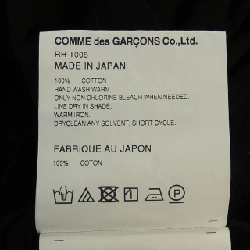 COMME des GARÇONS Co.,Ltd.
RH-T005
MADE IN JAPAN
100% COTTON
HAND WASH WARM.
ONLY NON-CHLORINE BLEACH WHEN NEEDED.
LINE DRY IN SHADE.
WARM IRON.
DRYCLEAN ANY SOLVENT, SHORT CYCLE.
FABRIQUE AU JAPON
100% COTON